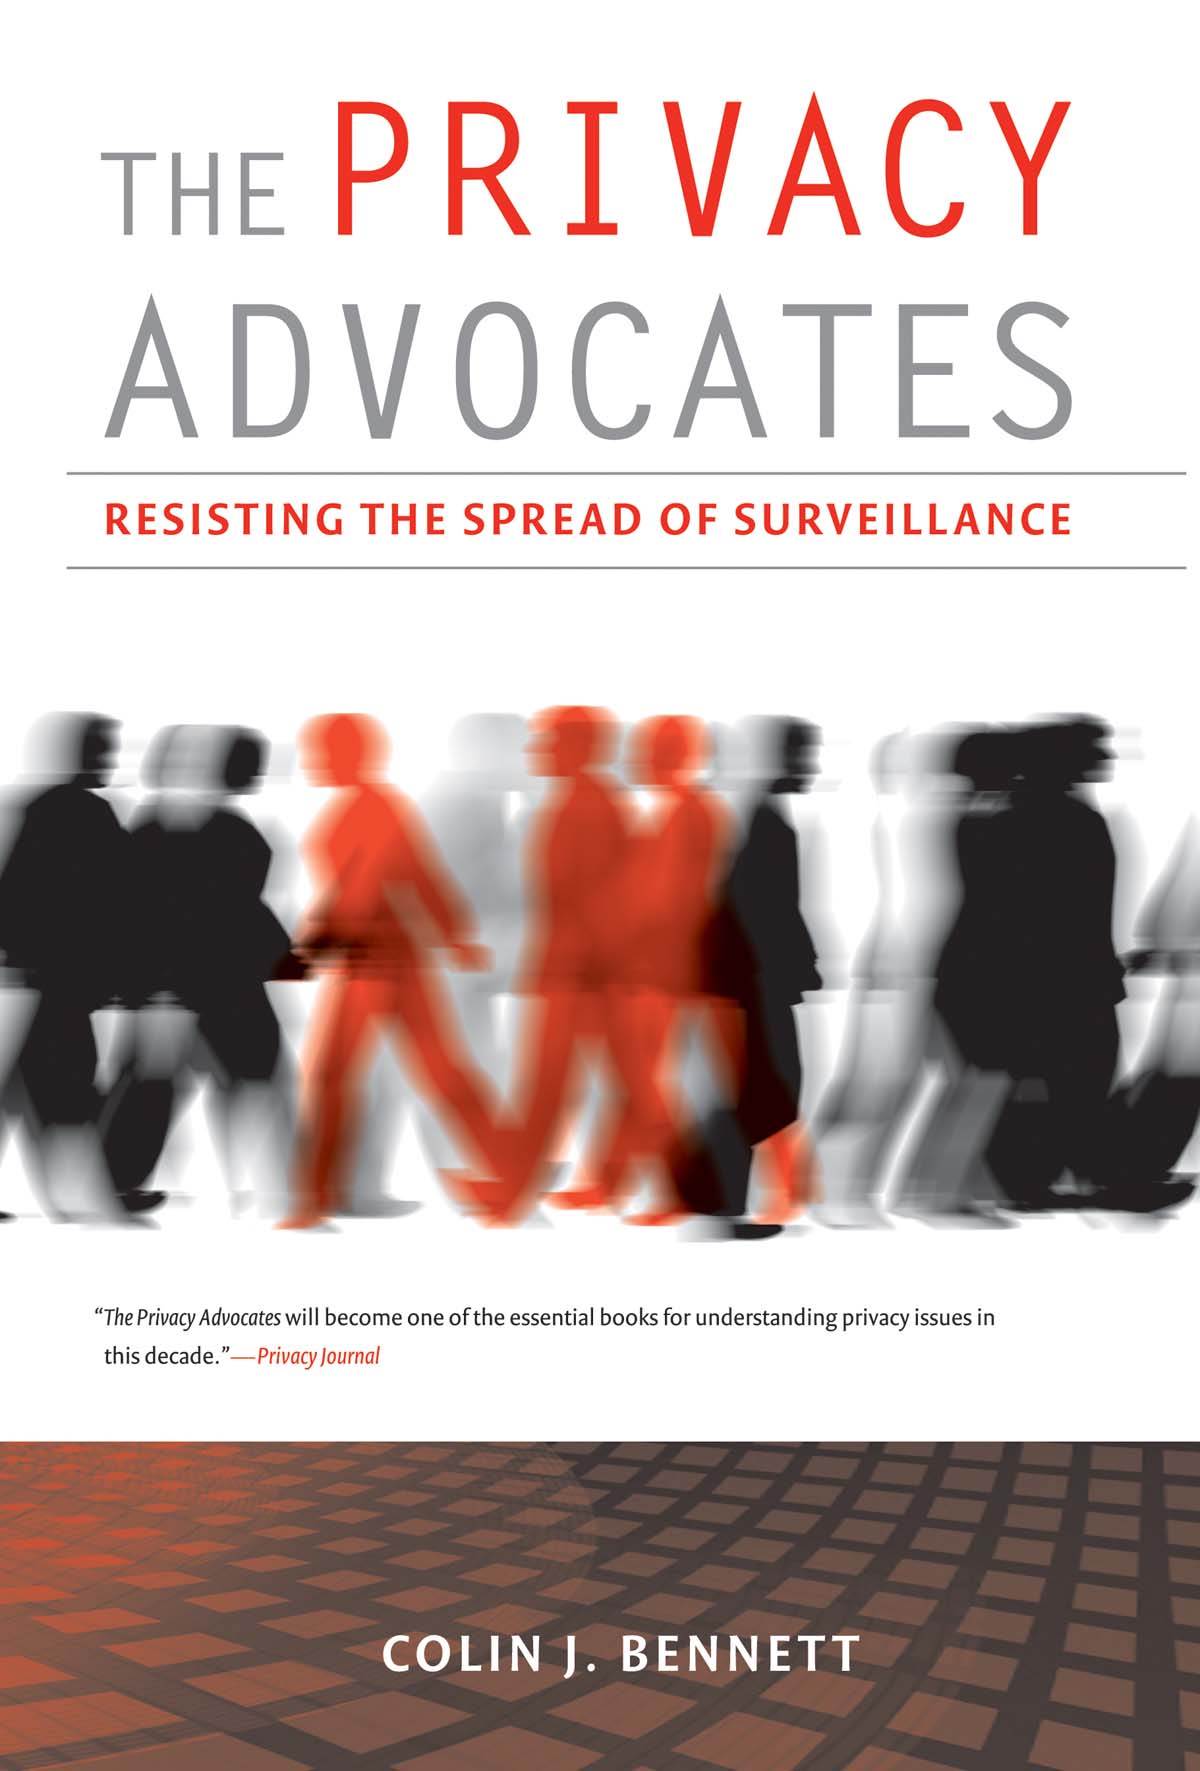 THE PRIVACY
ADVOCATES
RESISTING THE SPREAD OF SURVEILLANCE
“The Privacy Advocates will become one of the essential books for understanding privacy issues in
this decade.”—Privacy Journal
COLIN J. BENNETT